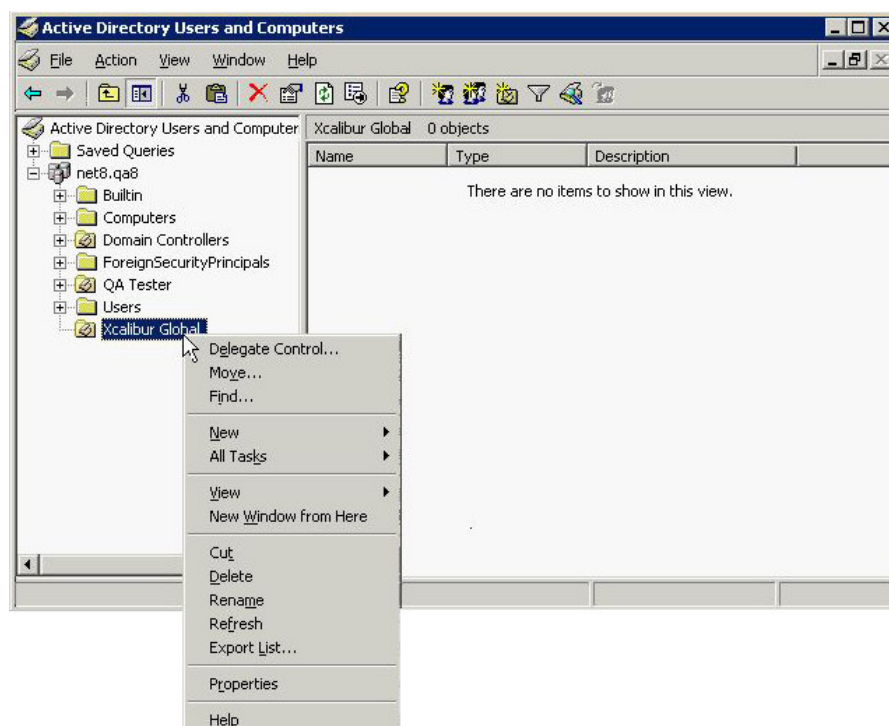 Active Directory Users and Computers
File Action View Window Help
Active Directory Users and Computer
Saved Queries
net8.qa8
Builtin
Computers
Domain Controllers
ForeignSecurityPrincipals
QA Tester
Users
Xcalibur Global
Xcalibur Global 0 objects
Name Type Description
There are no items to show in this view.
Delegate Control...
Move...
Find...
New
All Tasks
View
New Window from Here
Cut
Delete
Rename
Refresh
Export List...
Properties
Help